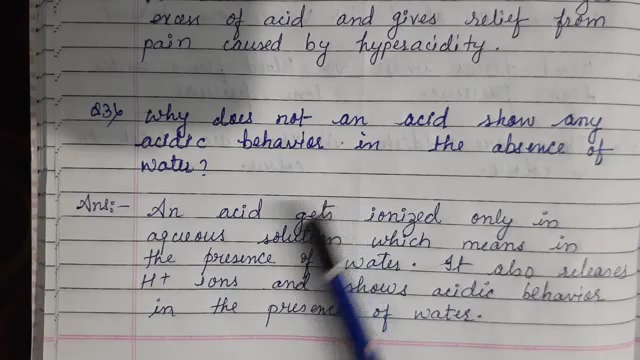 excess of acid and gives relief from
pain caused by hyperacidity.
Q3) Why does not an acid show any
acidic behavior in the absence of
water?
Ans:- An acid gets ionized only in
aqueous solution which means in
the presence of water. It also releases
H+ ions and shows acidic behavior
in the presence of water.